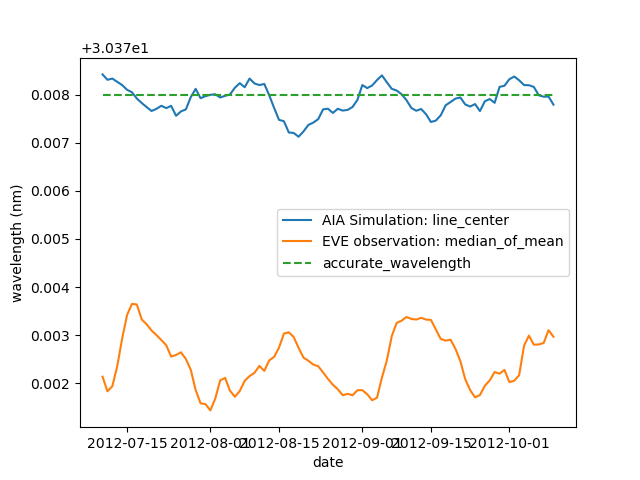 +3.037e1
0.008
0.007
0.006
0.005
0.004
0.003
0.002
wavelength (nm)
AIA Simulation: line_center
EVE observation: median_of_mean
accurate_wavelength
2012-07-15
2012-08-01
2012-08-15
2012-09-01
2012-09-15
2012-10-01
date